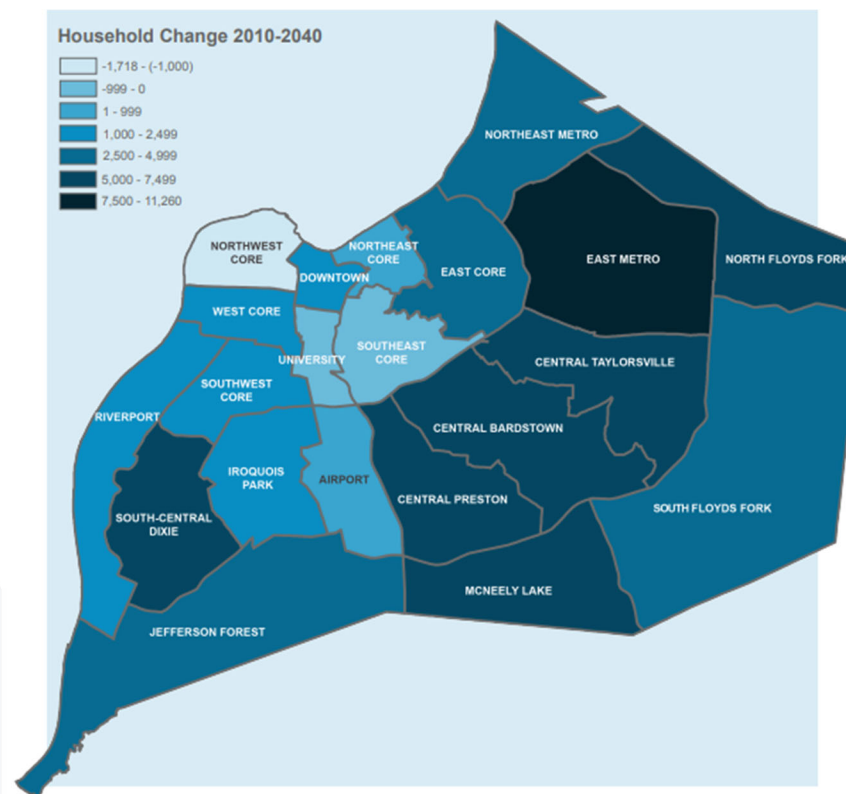 Household Change 2010-2040
-1,718 - (-1,000)
-999 - 0
1 - 999
1,000 - 2,499
2,500 - 4,999
5,000 - 7,499
7,500 - 11,260
NORTHEAST METRO
NORTHWEST
CORE
NORTHEAST
CORE
DOWNTOWN
EAST CORE
EAST METRO
NORTH FLOYDS FORK
WEST CORE
UNIVERSITY
SOUTHEAST
CORE
CENTRAL TAYLORSVILLE
SOUTHWEST
CORE
RIVERPORT
CENTRAL BARDSTOWN
IROQUOIS
PARK
AIRPORT
CENTRAL PRESTON
SOUTH FLOYDS FORK
SOUTH-CENTRAL
DIXIE
MCNEELY LAKE
JEFFERSON FOREST